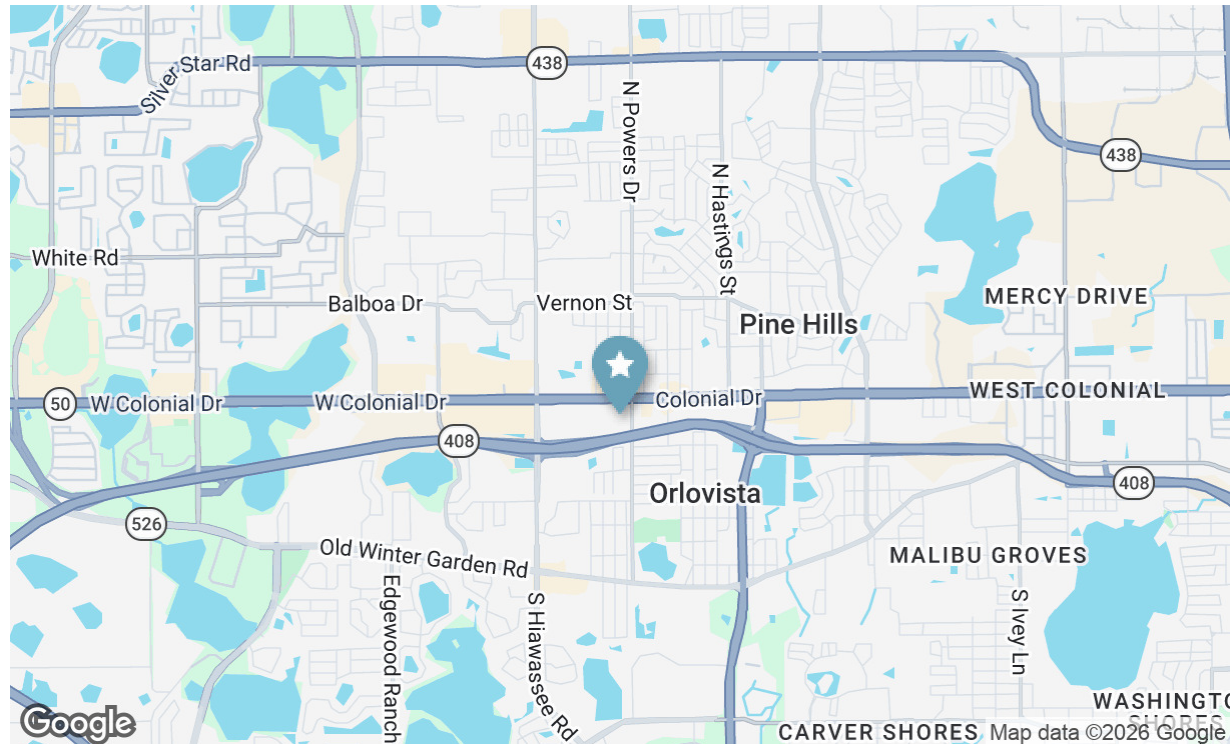 Silver Star Rd
438
N Powers Dr
438
N Hastings St
White Rd
Balboa Dr
Vernon St
MERCY DRIVE
Pine Hills
50
W Colonial Dr
W Colonial Dr
Colonial Dr
WEST COLONIAL
408
408
Orlovista
526
Old Winter Garden Rd
MALIBU GROVES
Edgewood Ranch
S Hiawassee Rd
S Ivey Ln
WASHINGTO
SHORES
CARVER SHORES
Google
Map data ©2026 Google